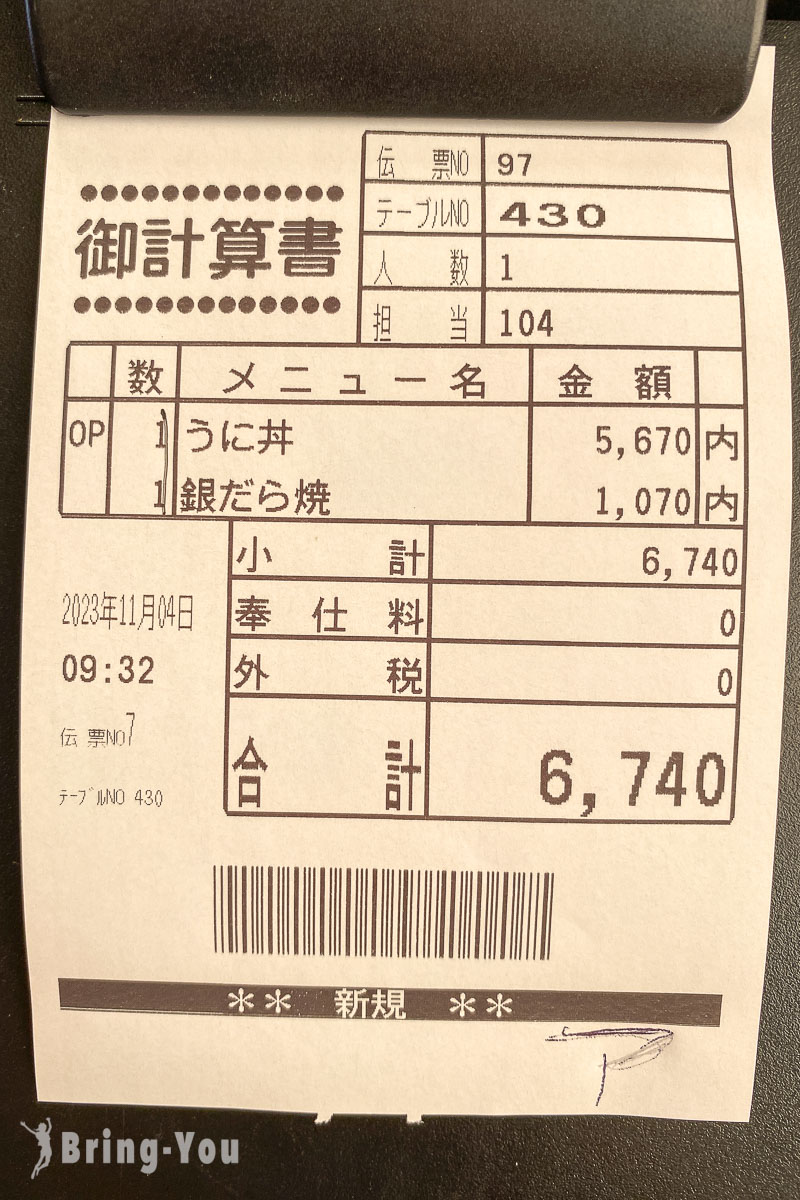 伝票NO 97
テーブルNO 430
人数 1
担当 104
御計算書
数 メニュー名 金額
OP 1 うに丼 5,670 内
1 銀だら焼 1,070 内
小計 6,740
奉仕料 0
外税 0
合計 6,740
2023年11月04日
09:32
伝票NO7
テーブルNO 430
** 新規 **
Bring-You